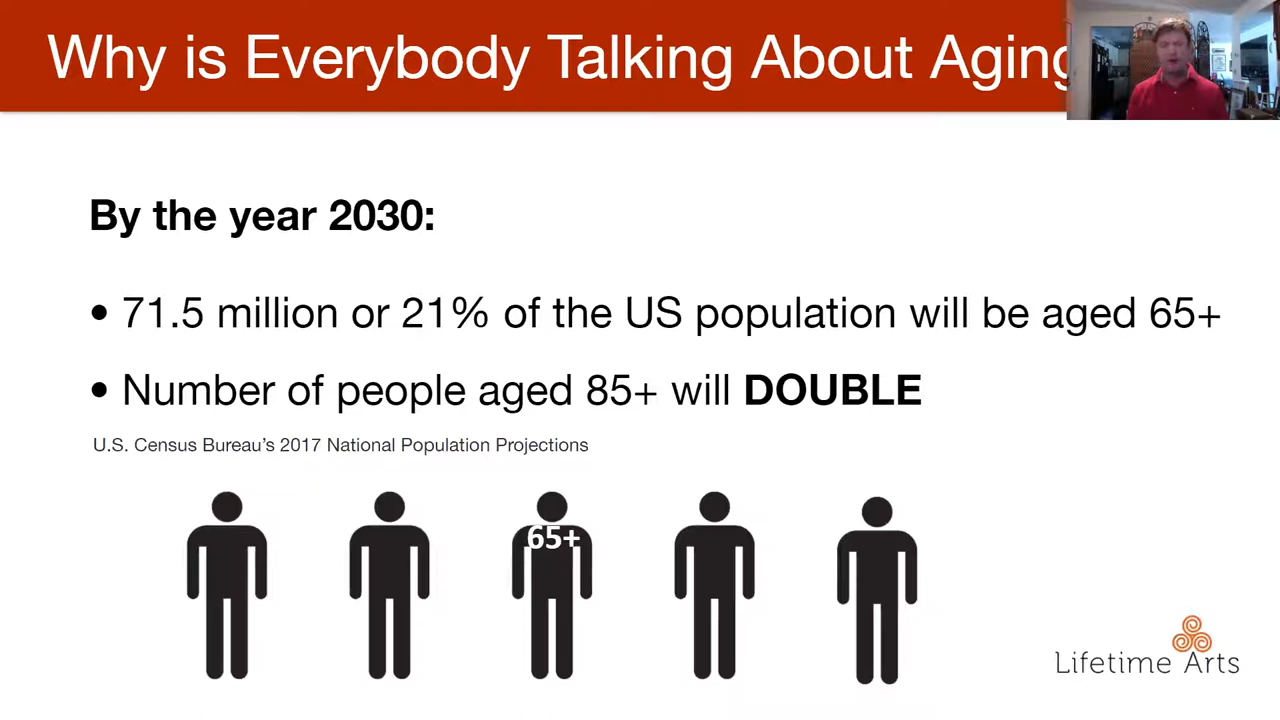 Why is Everybody Talking About Aging
By the year 2030:
• 71.5 million or 21% of the US population will be aged 65+
• Number of people aged 85+ will DOUBLE
U.S. Census Bureau's 2017 National Population Projections
65+
Lifetime Arts